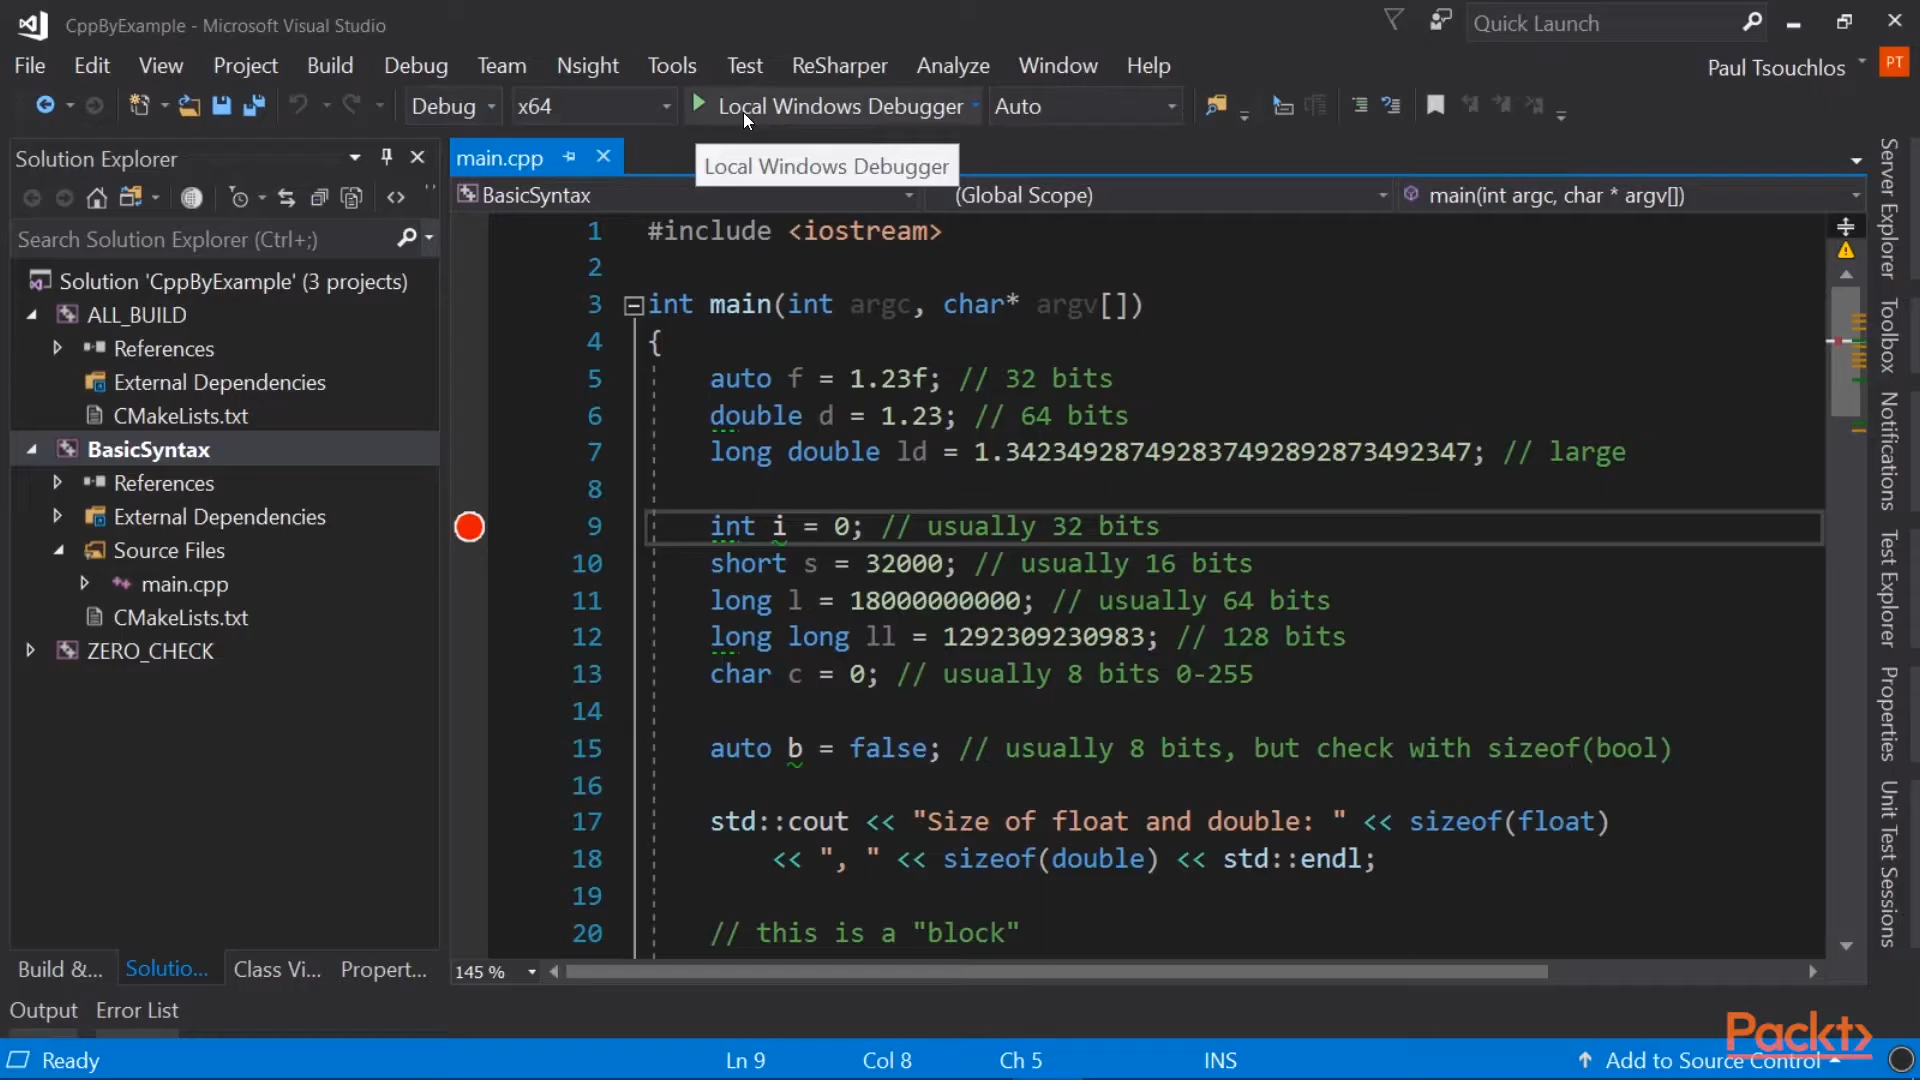 CppByExample - Microsoft Visual Studio
Quick Launch
File Edit View Project Build Debug Team Nsight Tools Test ReSharper Analyze Window Help
Paul Tsouchlos
PT
Debug x64 Local Windows Debugger Auto
Solution Explorer
main.cpp
Local Windows Debugger
BasicSyntax (Global Scope) main(int argc, char * argv[])
Search Solution Explorer (Ctrl+;)
Solution 'CppByExample' (3 projects)
ALL_BUILD
References
External Dependencies
CMakeLists.txt
BasicSyntax
References
External Dependencies
Source Files
main.cpp
CMakeLists.txt
ZERO_CHECK
1 #include <iostream>
2
3 int main(int argc, char* argv[])
4 {
5 auto f = 1.23f; // 32 bits
6 double d = 1.23; // 64 bits
7 long double ld = 1.3423492874928374928928734923​47; // large
8
9 int i = 0; // usually 32 bits
10 short s = 32000; // usually 16 bits
11 long l = 18000000000; // usually 64 bits
12 long long ll = 1292309230983; // 128 bits
13 char c = 0; // usually 8 bits 0-255
14
15 auto b = false; // usually 8 bits, but check with sizeof(bool)
16
17 std::cout << "Size of float and double: " << sizeof(float)
18 << ", " << sizeof(double) << std::endl;
19
20 // this is a "block"
Server Explorer
Toolbox
Notifications
Test Explorer
Properties
Unit Test Sessions
Build &... Solutio... Class Vi... Propert...
145 %
Output Error List
Packt>
Ready Ln 9 Col 8 Ch 5 INS Add to Source Control